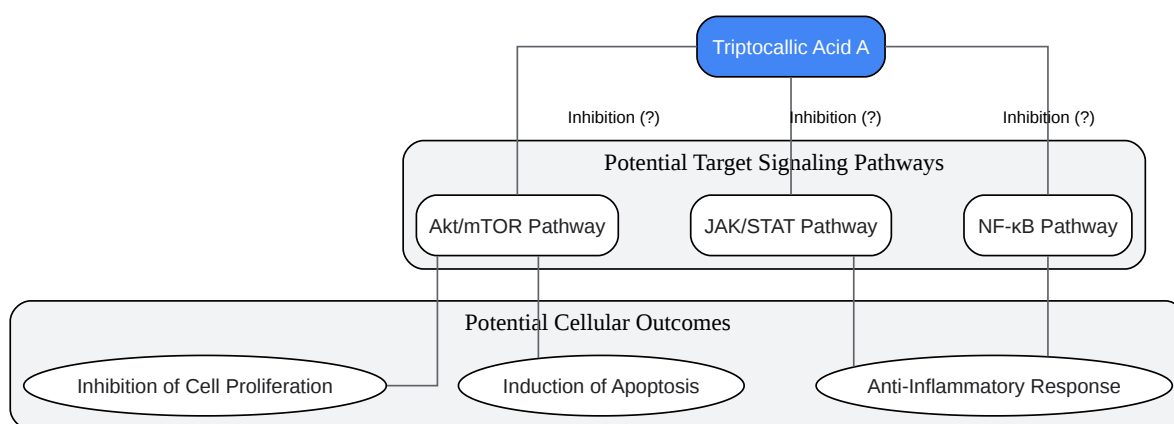 Triptocallic Acid A
Inhibition (?)
Inhibition (?)
Inhibition (?)
Potential Target Signaling Pathways
Akt/mTOR Pathway
JAK/STAT Pathway
NF-κB Pathway
Potential Cellular Outcomes
Inhibition of Cell Proliferation
Induction of Apoptosis
Anti-Inflammatory Response